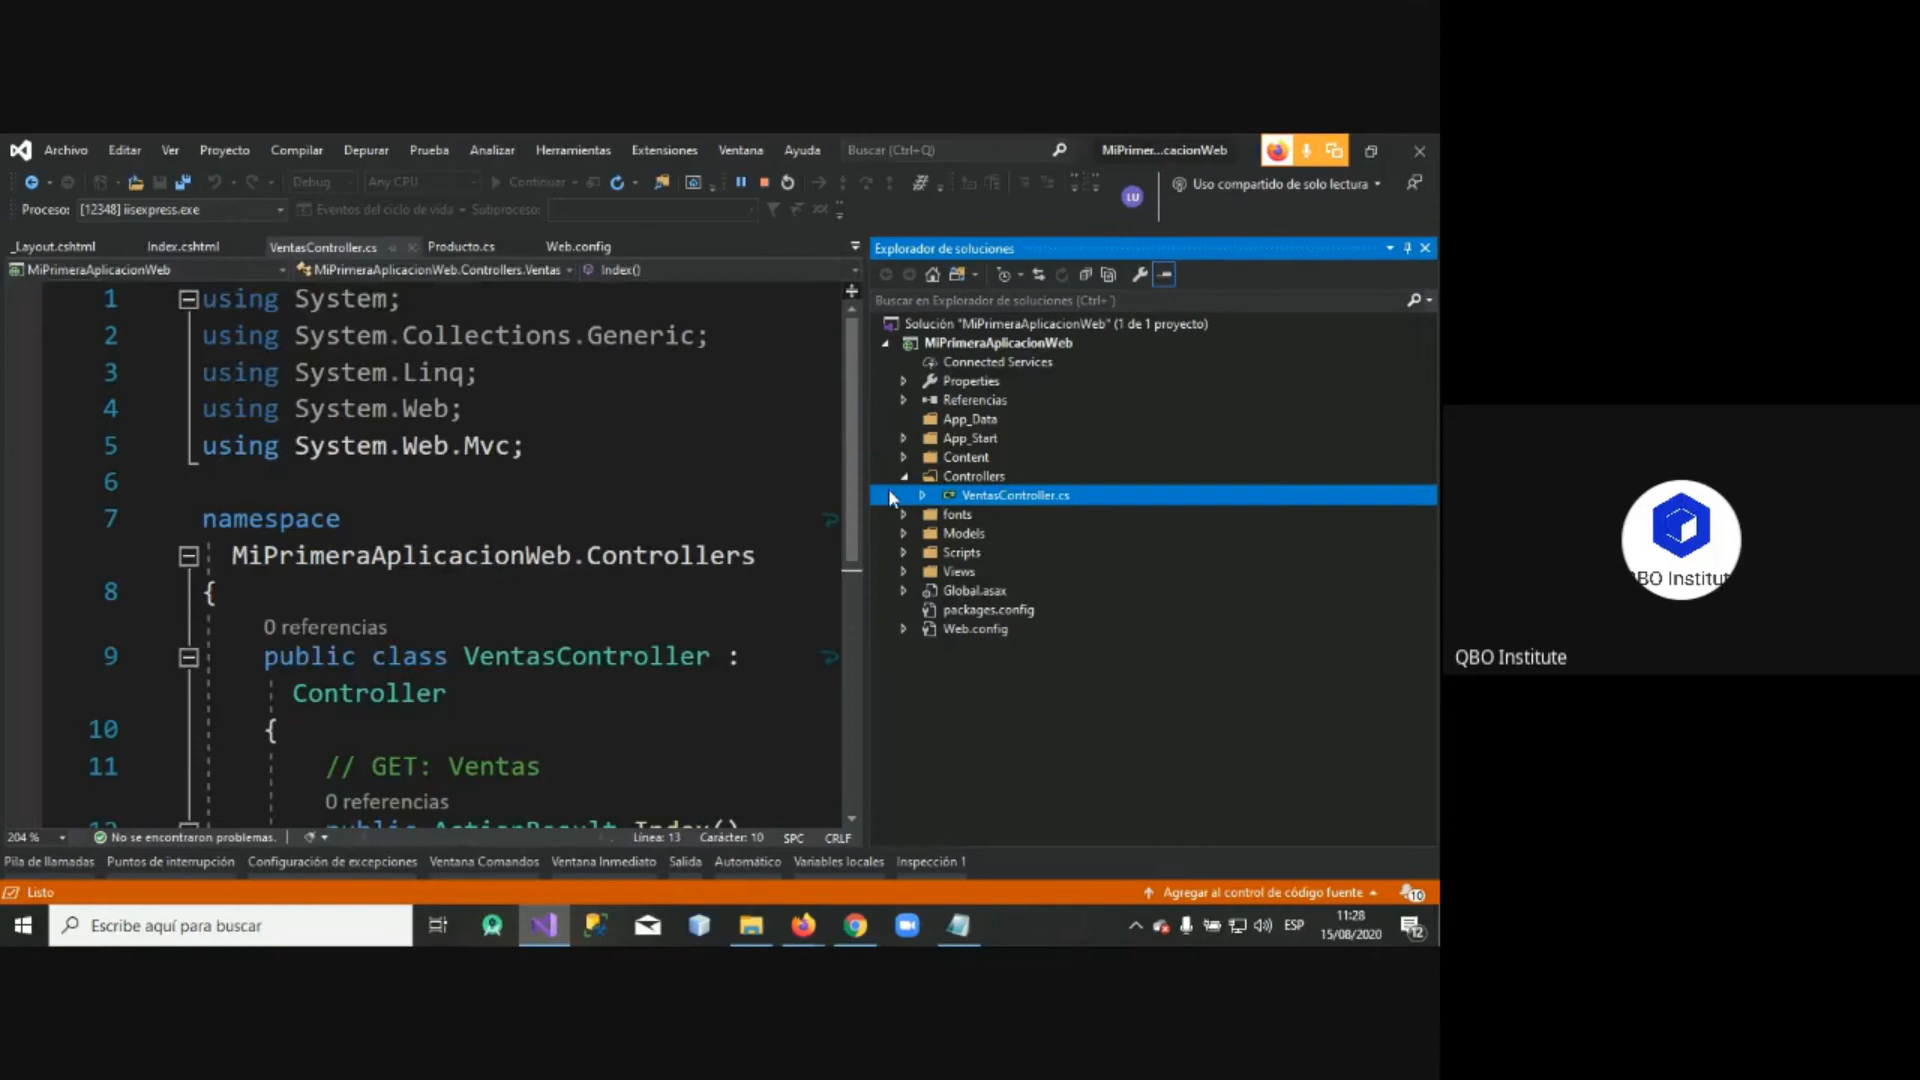 Archivo Editar Ver Proyecto Compilar Depurar Prueba Analizar Herramientas Extensiones Ventana Ayuda Buscar (Ctrl+Q) MiPrimer...cacionWeb
Debug Any CPU Continuar LU Uso compartido de solo lectura
Proceso: [12348] iisexpress.exe Eventos del ciclo de vida Subproceso:
_Layout.cshtml Index.cshtml VentasController.cs Producto.cs Web.config
MiPrimeraAplicacionWeb MiPrimeraAplicacionWeb.Controllers.Ventas Index()
1 using System;
2 using System.Collections.Generic;
3 using System.Linq;
4 using System.Web;
5 using System.Web.Mvc;
6
7 namespace
MiPrimeraAplicacionWeb.Controllers
8 {
0 referencias
9 public class VentasController :
Controller
10 {
11 // GET: Ventas
0 referencias
public ActionResult Index()
204 % No se encontraron problemas. Línea: 13 Carácter: 10 SPC CRLF
Explorador de soluciones
Buscar en Explorador de soluciones (Ctrl+´)
Solución "MiPrimeraAplicacionWeb" (1 de 1 proyecto)
MiPrimeraAplicacionWeb
Connected Services
Properties
Referencias
App_Data
App_Start
Content
Controllers
VentasController.cs
fonts
Models
Scripts
Views
Global.asax
packages.config
Web.config
Pila de llamadas Puntos de interrupción Configuración de excepciones Ventana Comandos Ventana Inmediato Salida Automático Variables locales Inspección 1
Listo Agregar al control de código fuente 10
Escribe aquí para buscar ESP 11:28
15/08/2020 12
QBO Institute